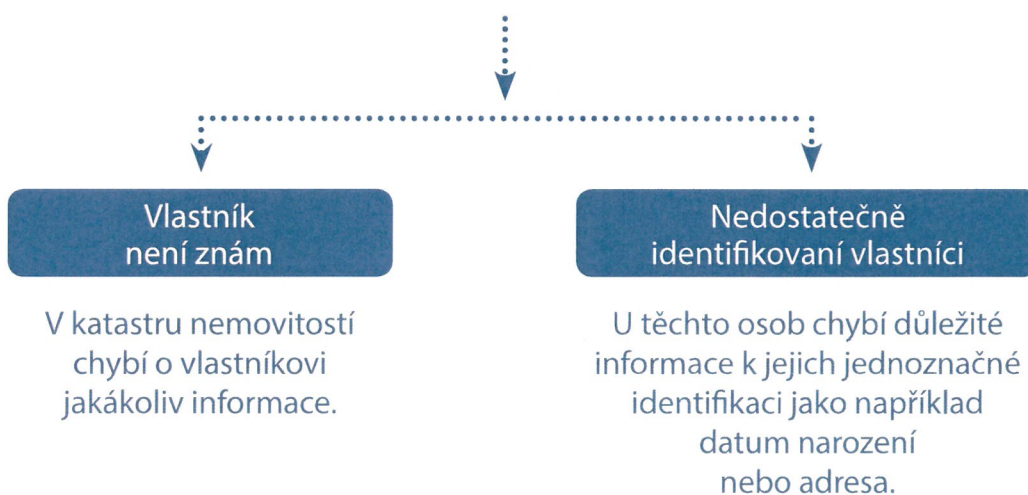 Vlastník
není znám
V katastru nemovitostí
chybí o vlastníkovi
jakákoliv informace.
Nedostatečně
identifikovaní vlastníci
U těchto osob chybí důležité
informace k jejich jednoznačné
identifikaci jako například
datum narození
nebo adresa.